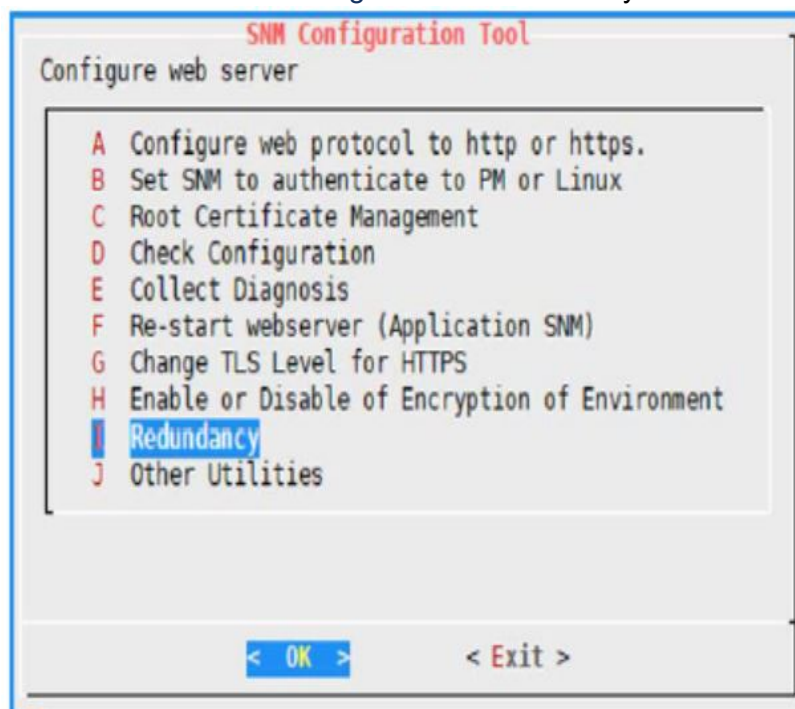 SNM Configuration Tool
Configure web server
A Configure web protocol to http or https.
B Set SNM to authenticate to PM or Linux
C Root Certificate Management
D Check Configuration
E Collect Diagnosis
F Re-start webserver (Application SNM)
G Change TLS Level for HTTPS
H Enable or Disable of Encryption of Environment
I Redundancy
J Other Utilities
< OK > < Exit >